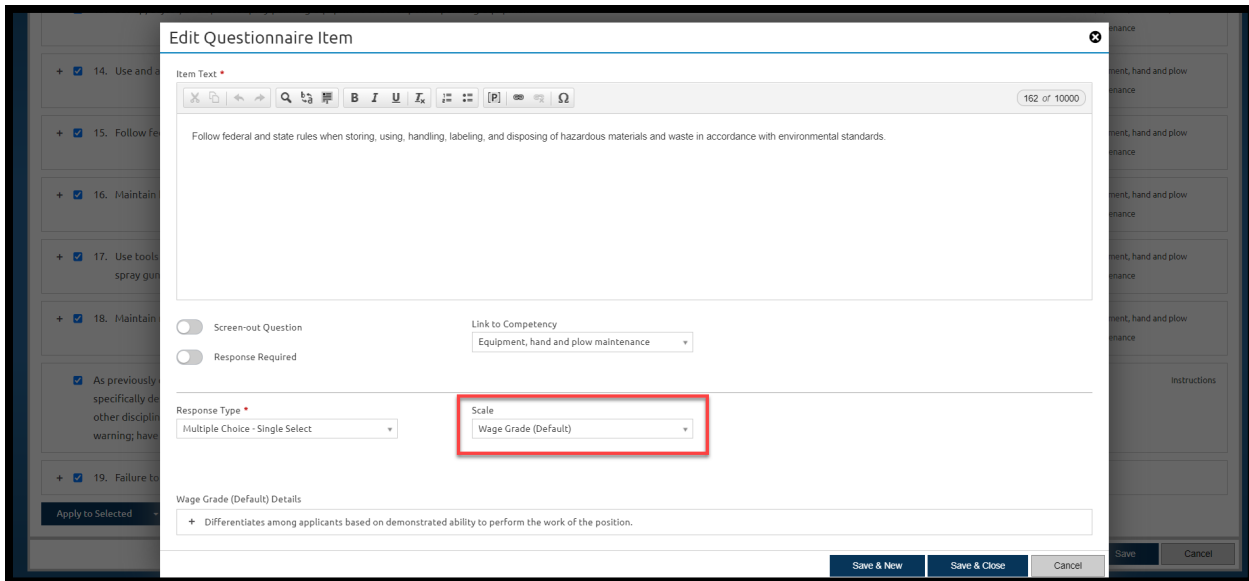 enance
Edit Questionnaire Item
+ 14. Use and a
ment, hand and plow
enance
Item Text *
B I U Tx [P] Ω
162 of 10000
Follow federal and state rules when storing, using, handling, labeling, and disposing of hazardous materials and waste in accordance with environmental standards.
+ 15. Follow fe
ment, hand and plow
enance
+ 16. Maintain
ment, hand and plow
enance
+ 17. Use tools
spray gun
ment, hand and plow
enance
+ 18. Maintain
ment, hand and plow
enance
Screen-out Question
Link to Competency
Equipment, hand and plow maintenance
Response Required
As previously
specifically de
other disciplin
warning; have
Instructions
Response Type *
Multiple Choice - Single Select
Scale
Wage Grade (Default)
+ 19. Failure to
Wage Grade (Default) Details
+ Differentiates among applicants based on demonstrated ability to perform the work of the position.
Apply to Selected
Save & New
Save & Close
Cancel
Save
Cancel